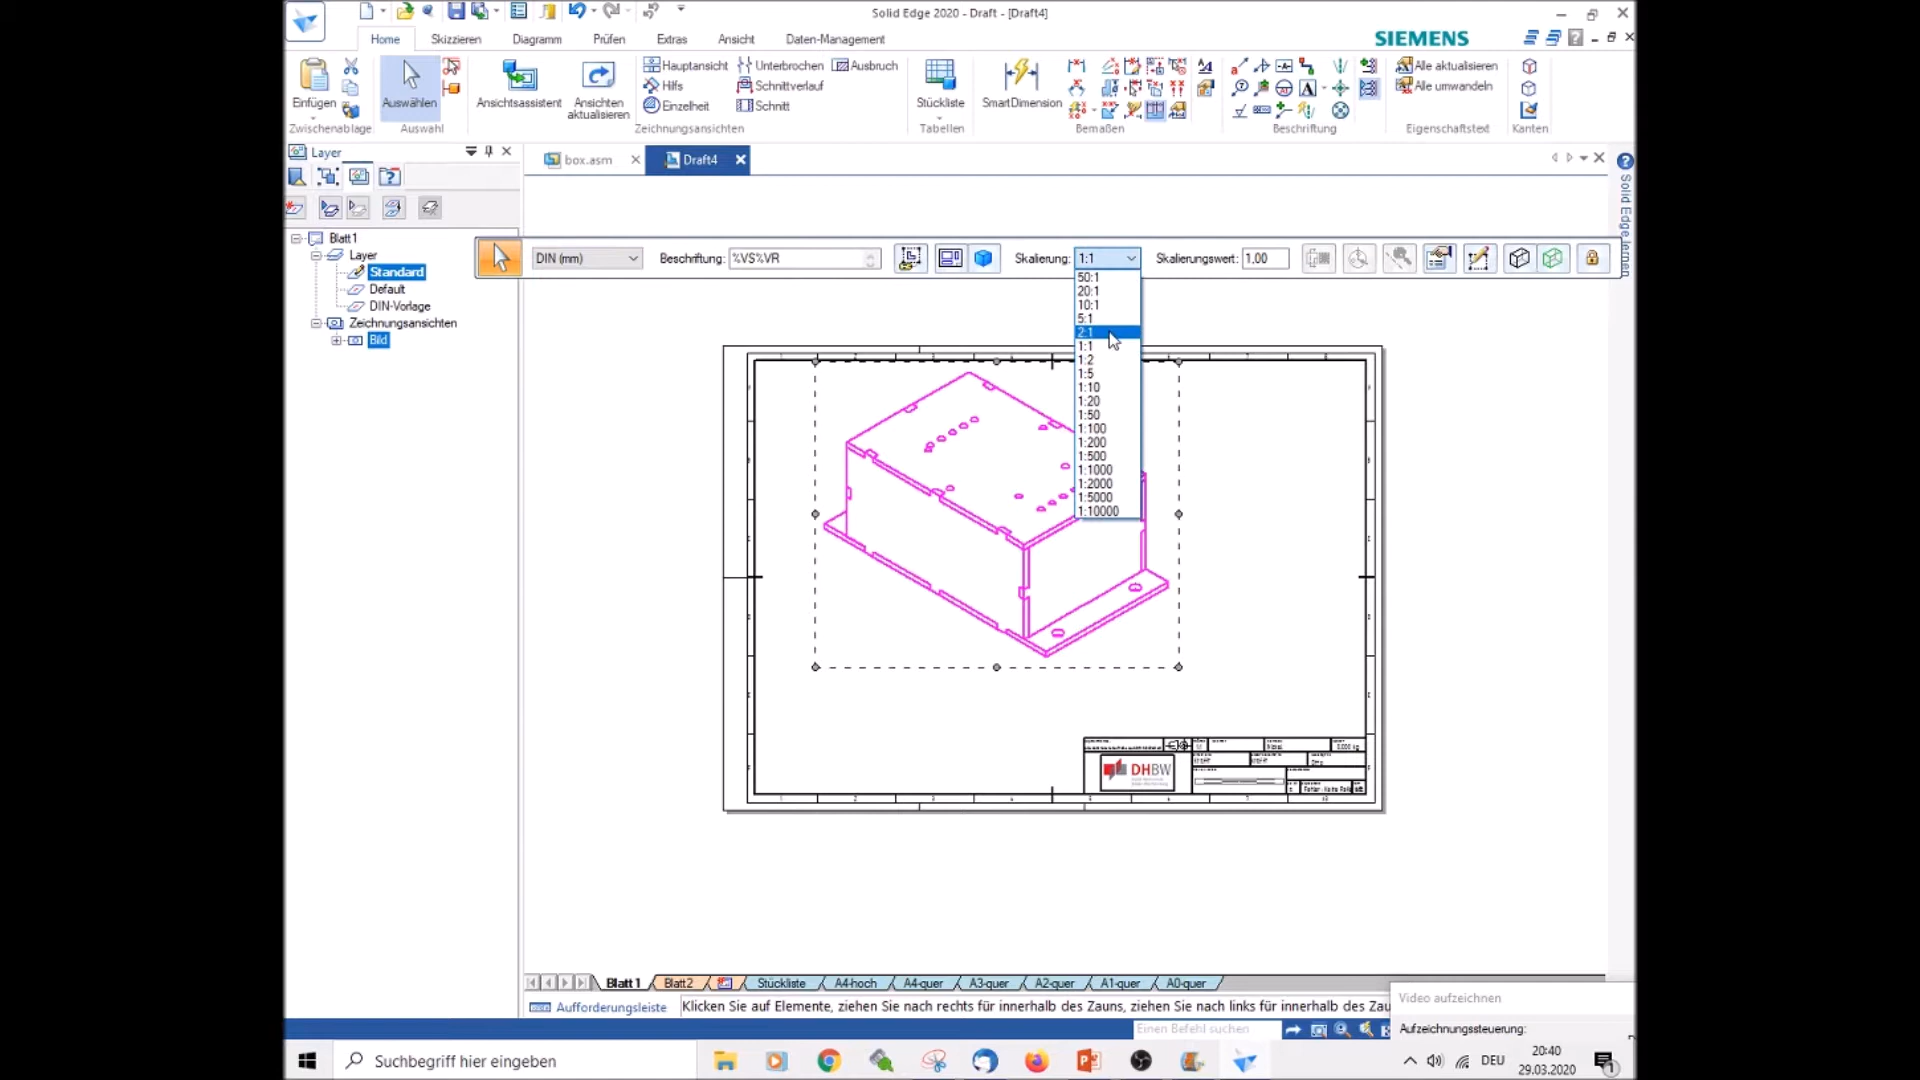 Solid Edge 2020 - Draft - [Draft4]
Home Skizzieren Diagramm Prüfen Extras Ansicht Daten-Management
SIEMENS
Einfügen
Auswählen
Ansichtsassistent
Ansichten aktualisieren
Hauptansicht
Hilfs
Einzelheit
Unterbrochen
Schnittverlauf
Schnitt
Ausbruch
Stückliste
SmartDimension
Alle aktualisieren
Alle umwandeln
Zwischenablage Auswahl Zeichnungsansichten Tabellen Bemaßen Beschriftung Eigenschaftstext Kanten
Layer
box.asm
Draft4
Solid Edge lernen
Blatt1
Layer
Standard
Default
DIN-Vorlage
Zeichnungsansichten
Bild
DIN (mm) Beschriftung: %VS%VR Skalierung: 1:1 Skalierungswert: 1,00
50:1
20:1
10:1
5:1
2:1
1:1
1:2
1:5
1:10
1:20
1:50
1:100
1:200
1:500
1:1000
1:2000
1:5000
1:10000
DHBW
Blatt1 Blatt2 Stückliste A4-hoch A4-quer A3-quer A2-quer A1-quer A0-quer
Aufforderungsleiste
Klicken Sie auf Elemente, ziehen Sie nach rechts für innerhalb des Zauns, ziehen Sie nach links für innerhalb des Zau
Video aufzeichnen
Einen Befehl suchen
Aufzeichnungssteuerung:
Suchbegriff hier eingeben
DEU
20:40
29.03.2020
1